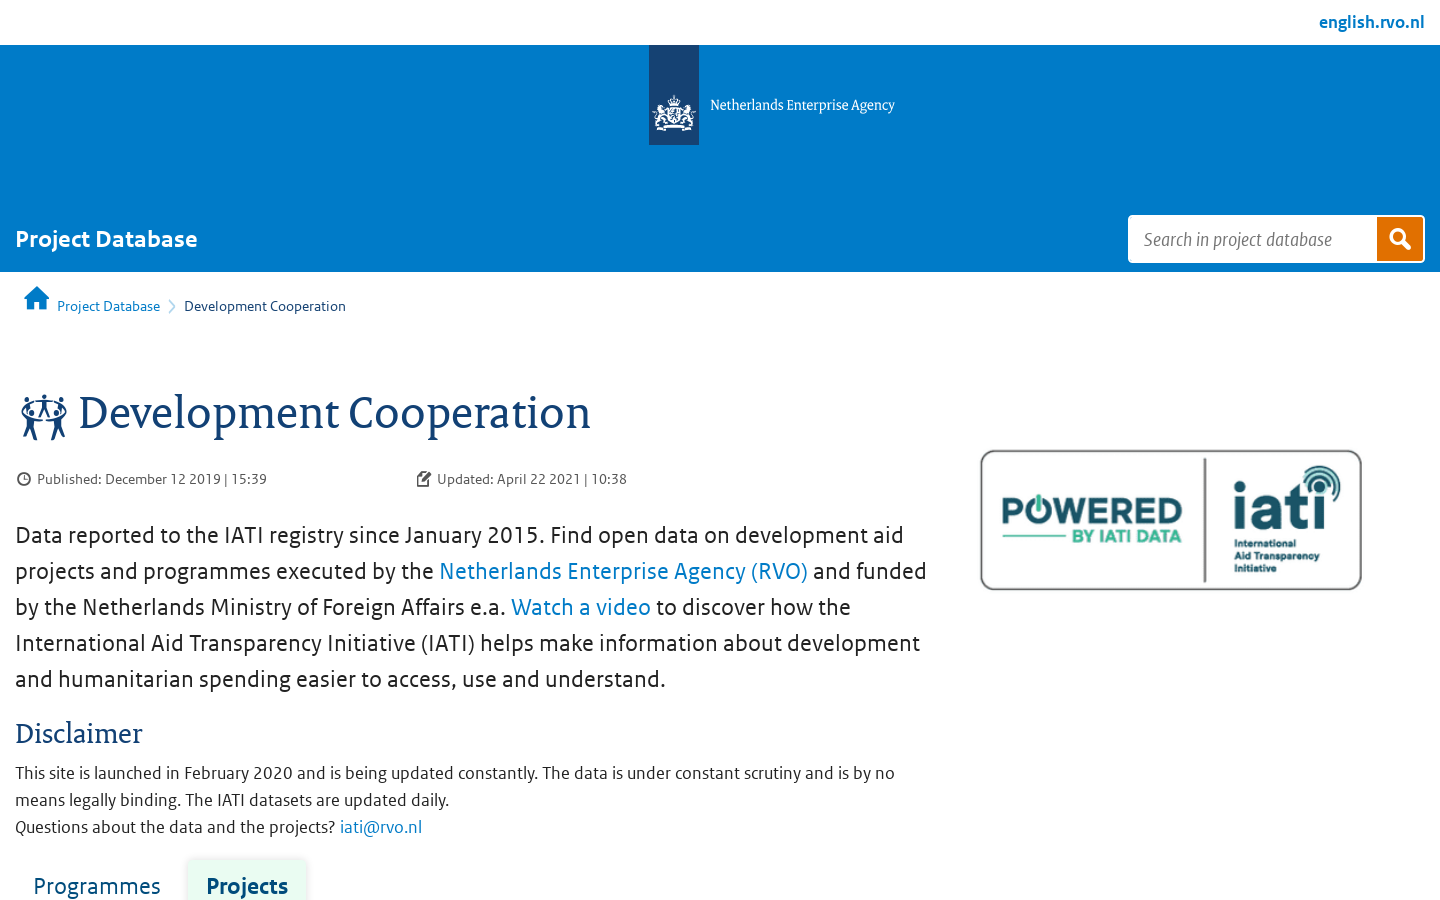 english.rvo.nl
Netherlands Enterprise Agency
Project Database
Search in project database
Project Database
Development Cooperation
Development Cooperation
Published: December 12 2019 | 15:39
Updated: April 22 2021 | 10:38
Data reported to the IATI registry since January 2015. Find open data on development aid
projects and programmes executed by the Netherlands Enterprise Agency (RVO) and funded
by the Netherlands Ministry of Foreign Affairs e.a. Watch a video to discover how the
International Aid Transparency Initiative (IATI) helps make information about development
and humanitarian spending easier to access, use and understand.
POWERED
BY IATI DATA
iati
International
Aid Transparency
Initiative
Disclaimer
This site is launched in February 2020 and is being updated constantly. The data is under constant scrutiny and is by no
means legally binding. The IATI datasets are updated daily.
Questions about the data and the projects? iati@rvo.nl
Programmes
Projects